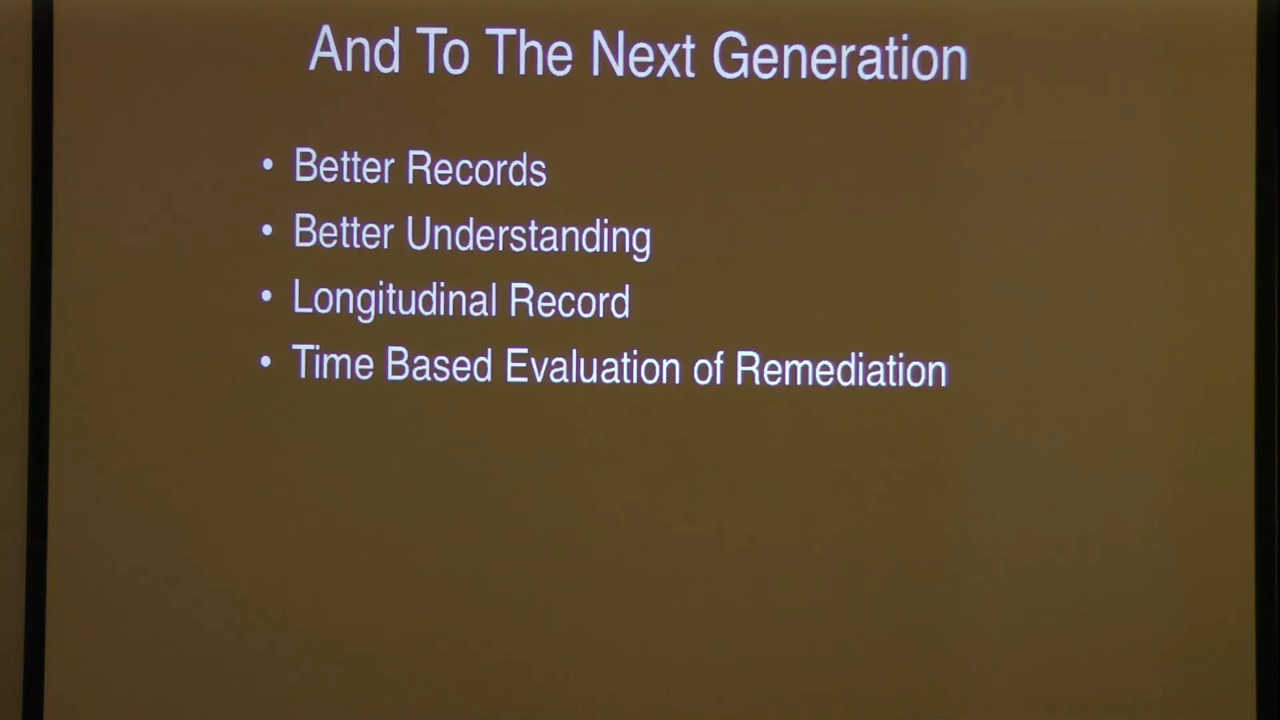 And To The Next Generation
• Better Records
• Better Understanding
• Longitudinal Record
• Time Based Evaluation of Remediation